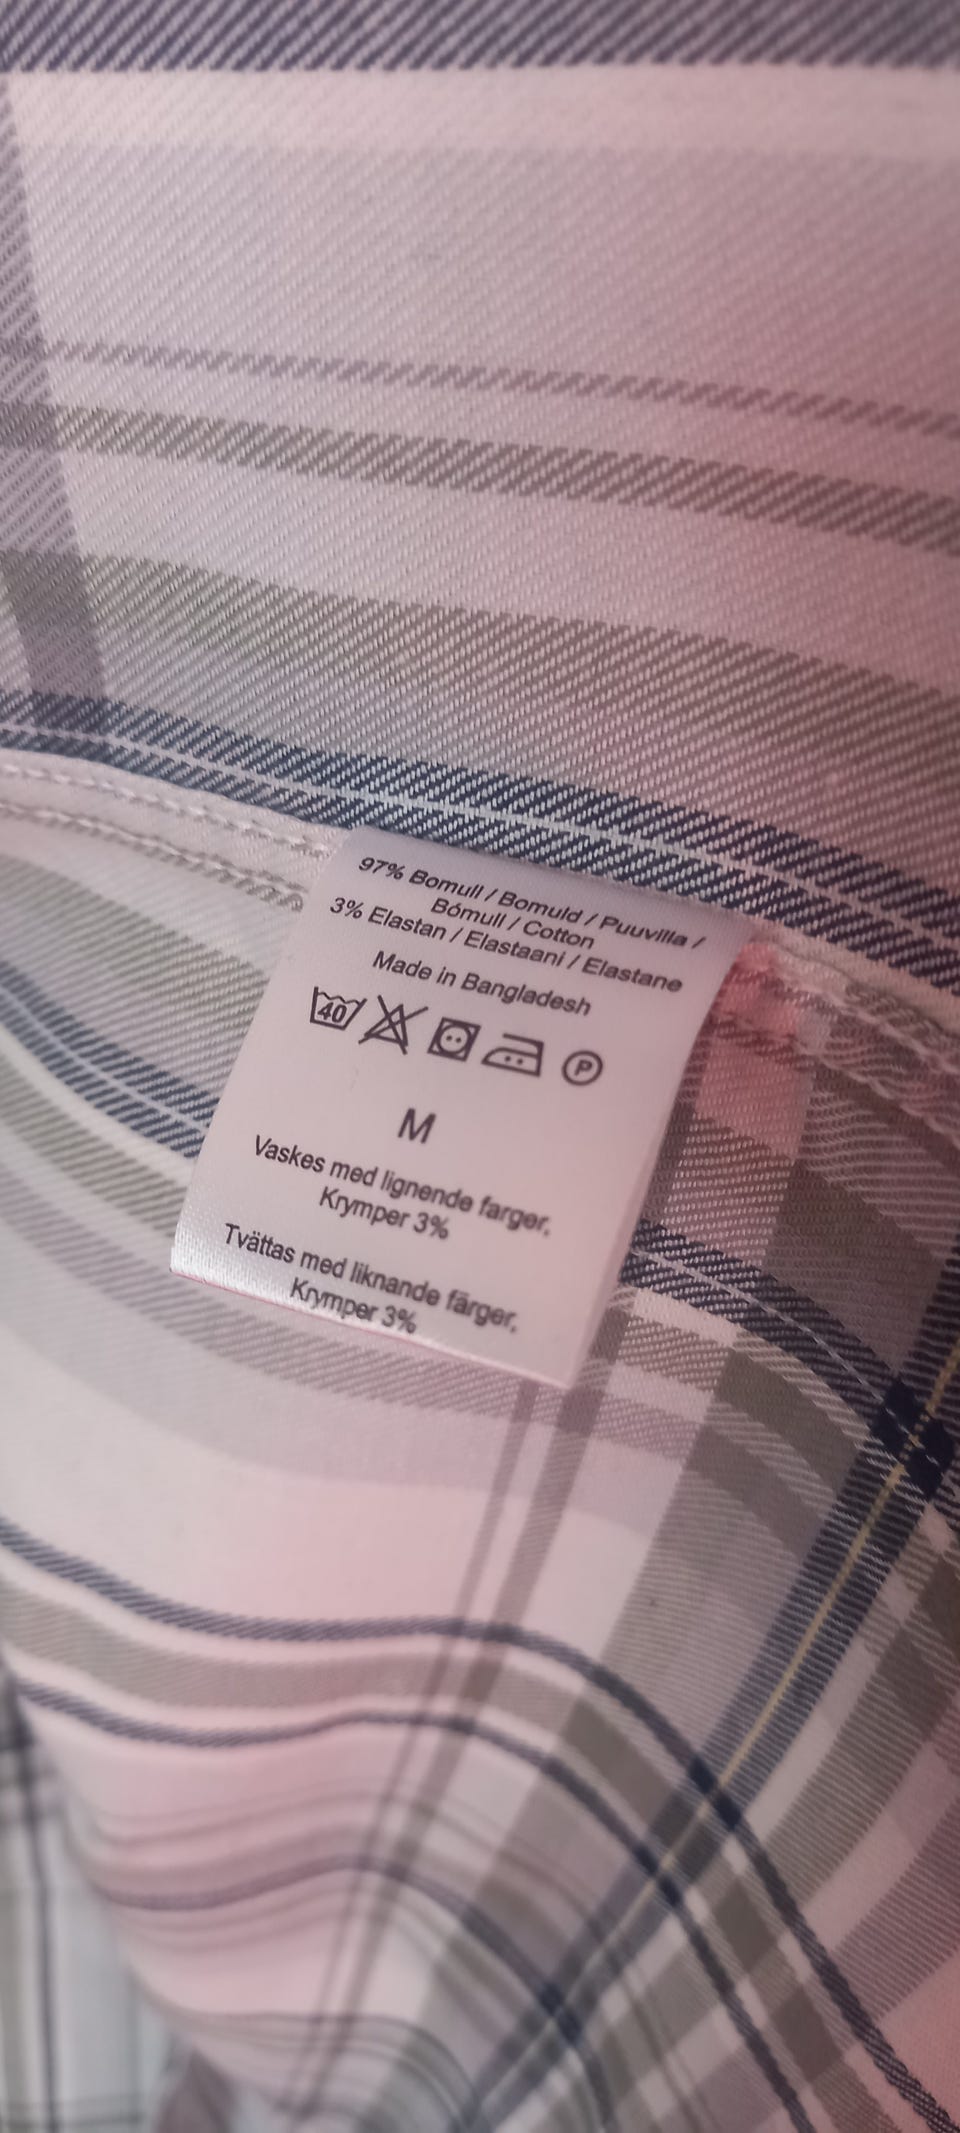 97% Bomull / Bomuld / Puuvilla /
Bómull / Cotton
3% Elastan / Elastaani / Elastane
Made in Bangladesh
40 P
M
Vaskes med lignende farger,
Krymper 3%
Tvättas med liknande färger,
Krymper 3%